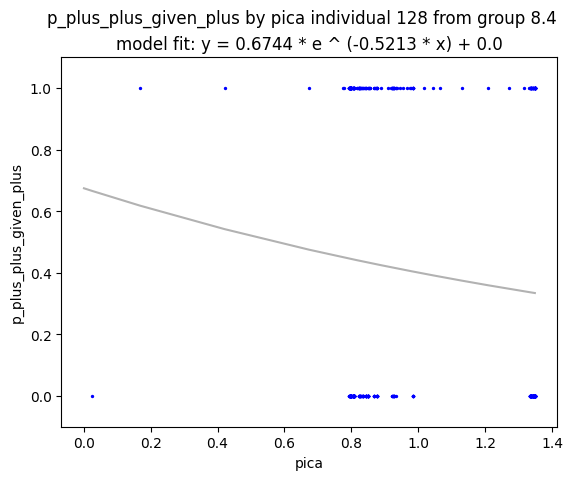 p_plus_plus_given_plus by pica individual 128 from group 8.4
model fit: y = 0.6744 * e ^ (-0.5213 * x) + 0.0
1.0
0.8
0.6
0.4
0.2
0.0
p_plus_plus_given_plus
0.0 0.2 0.4 0.6 0.8 1.0 1.2 1.4
pica